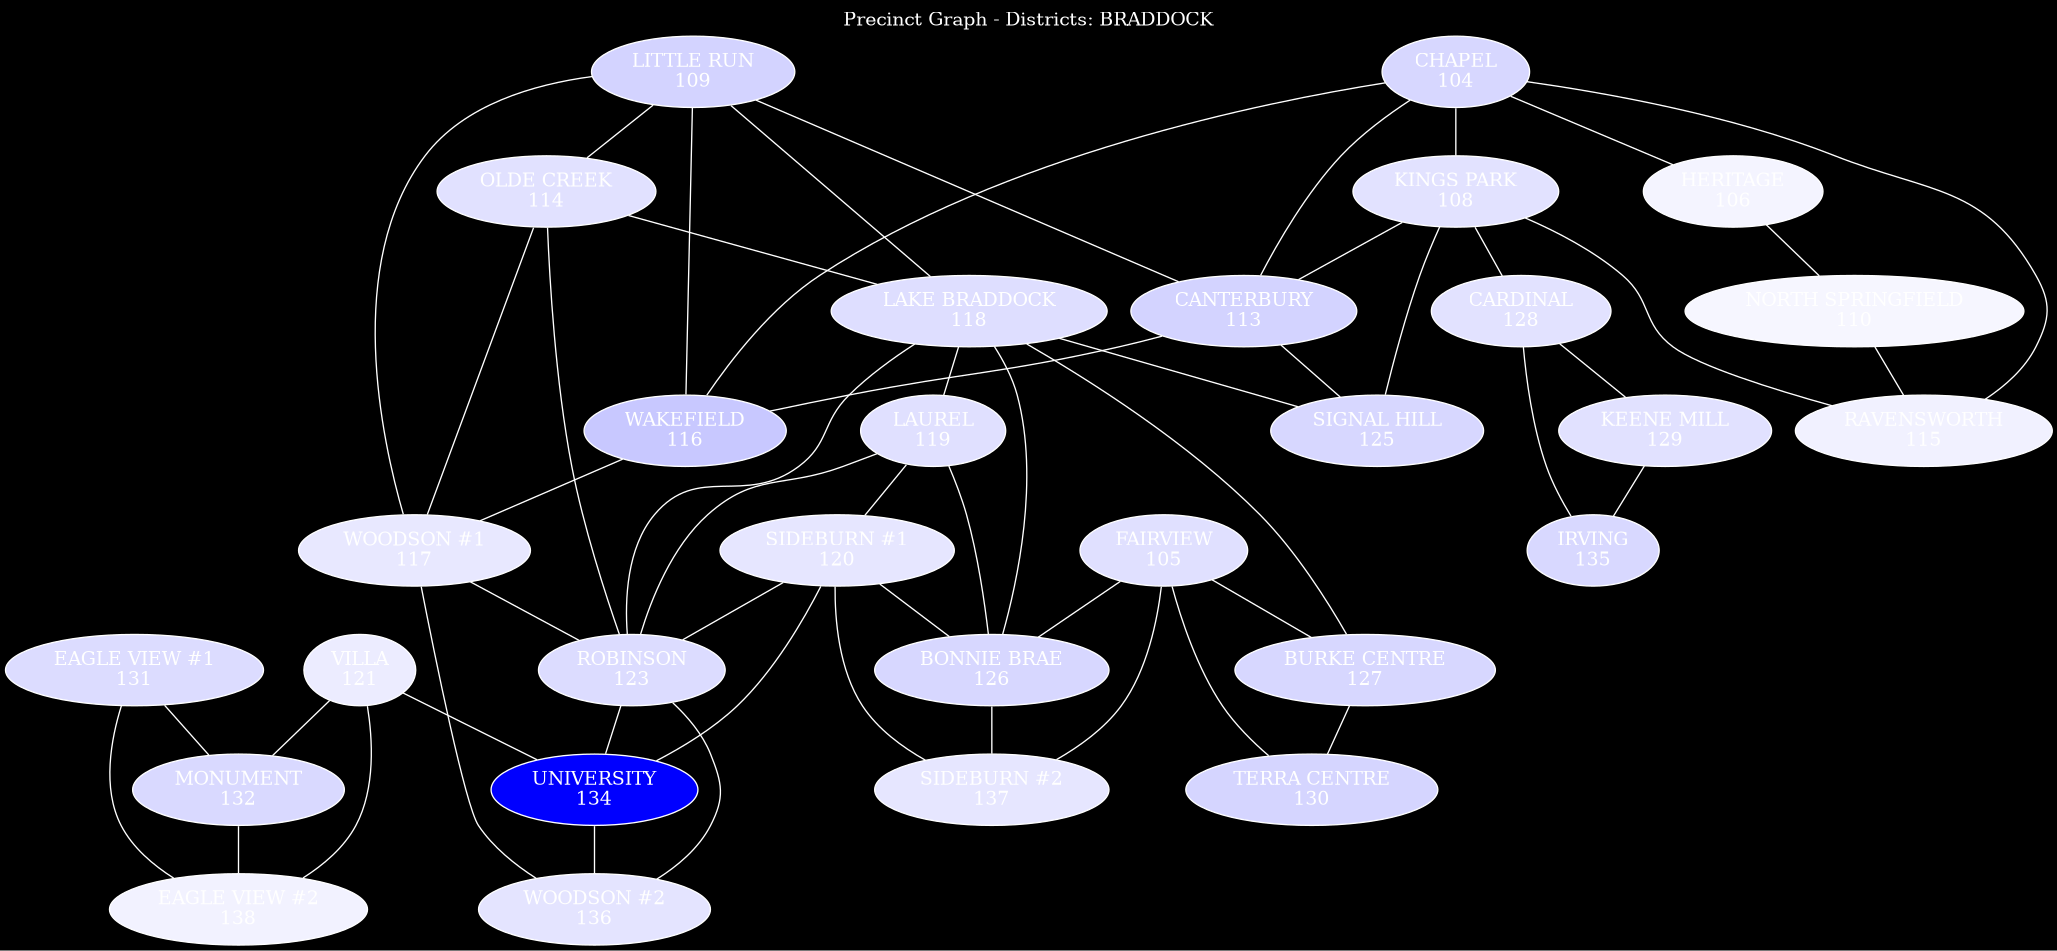 Precinct Graph - Districts: BRADDOCK
LITTLE RUN
109
CHAPEL
104
OLDE CREEK
114
KINGS PARK
108
HERITAGE
106
LAKE BRADDOCK
118
CANTERBURY
113
CARDINAL
128
NORTH SPRINGFIELD
110
WAKEFIELD
116
LAUREL
119
SIGNAL HILL
125
KEENE MILL
129
RAVENSWORTH
115
WOODSON #1
117
SIDEBURN #1
120
FAIRVIEW
105
IRVING
135
EAGLE VIEW #1
131
VILLA
121
ROBINSON
123
BONNIE BRAE
126
BURKE CENTRE
127
MONUMENT
132
UNIVERSITY
134
SIDEBURN #2
137
TERRA CENTRE
130
EAGLE VIEW #2
138
WOODSON #2
136